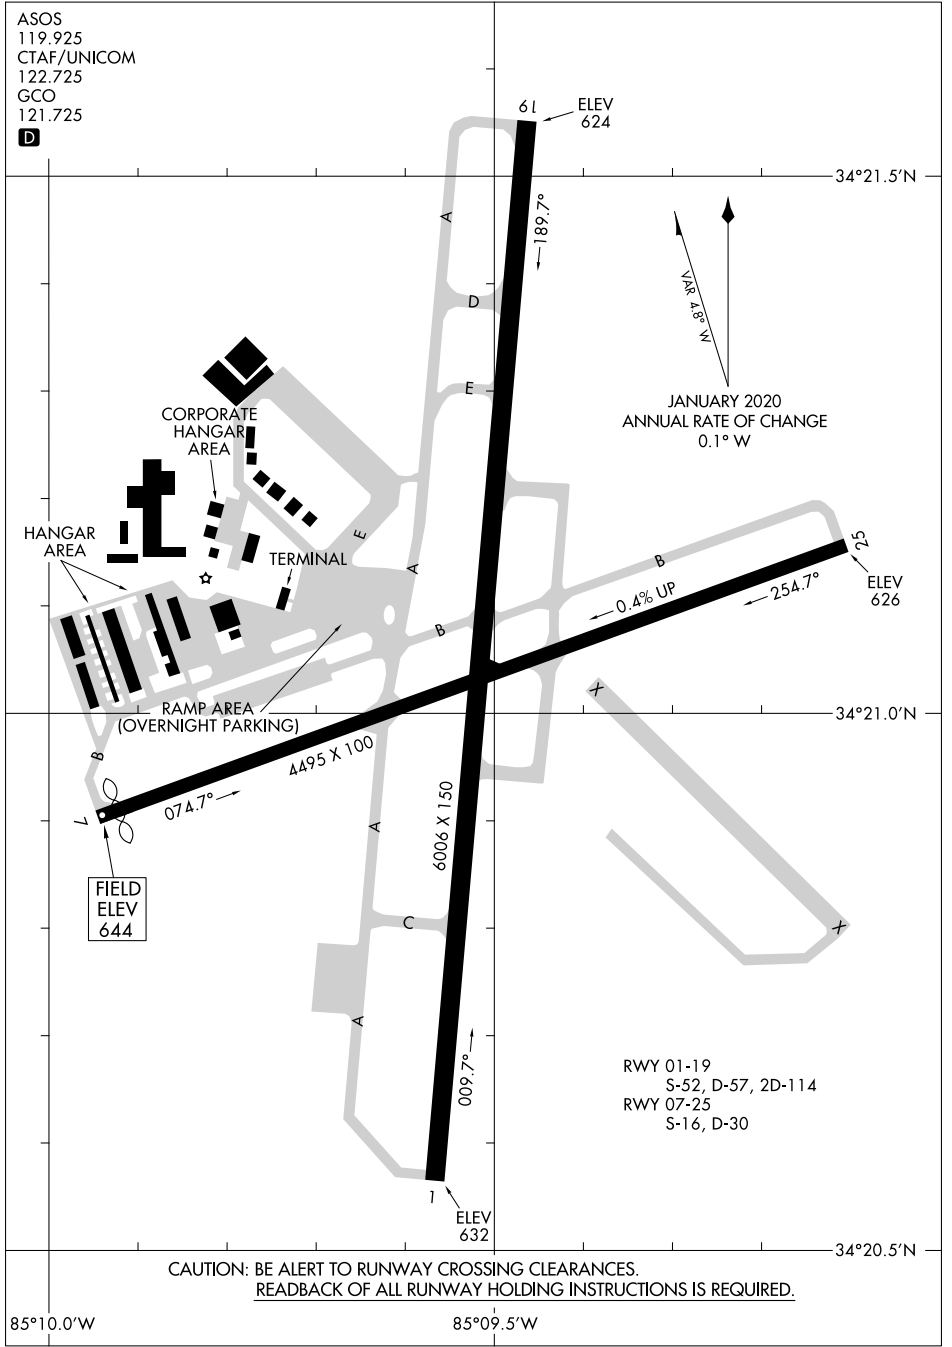 ASOS
119.925
CTAF/UNICOM
122.725
GCO
121.725
D
19
ELEV
624
34°21.5'N
189.7°
A
D
E
VAR 4.8° W
JANUARY 2020
ANNUAL RATE OF CHANGE
0.1° W
CORPORATE
HANGAR
AREA
HANGAR
AREA
E
A
TERMINAL
B
25
ELEV
626
0.4% UP
254.7°
B
X
RAMP AREA
(OVERNIGHT PARKING)
34°21.0'N
B
4495 X 100
074.7°
7
A
6006 X 150
FIELD
ELEV
644
C
X
A
009.7°
RWY 01-19
S-52, D-57, 2D-114
RWY 07-25
S-16, D-30
1
ELEV
632
34°20.5'N
CAUTION: BE ALERT TO RUNWAY CROSSING CLEARANCES.
READBACK OF ALL RUNWAY HOLDING INSTRUCTIONS IS REQUIRED.
85°10.0'W
85°09.5'W